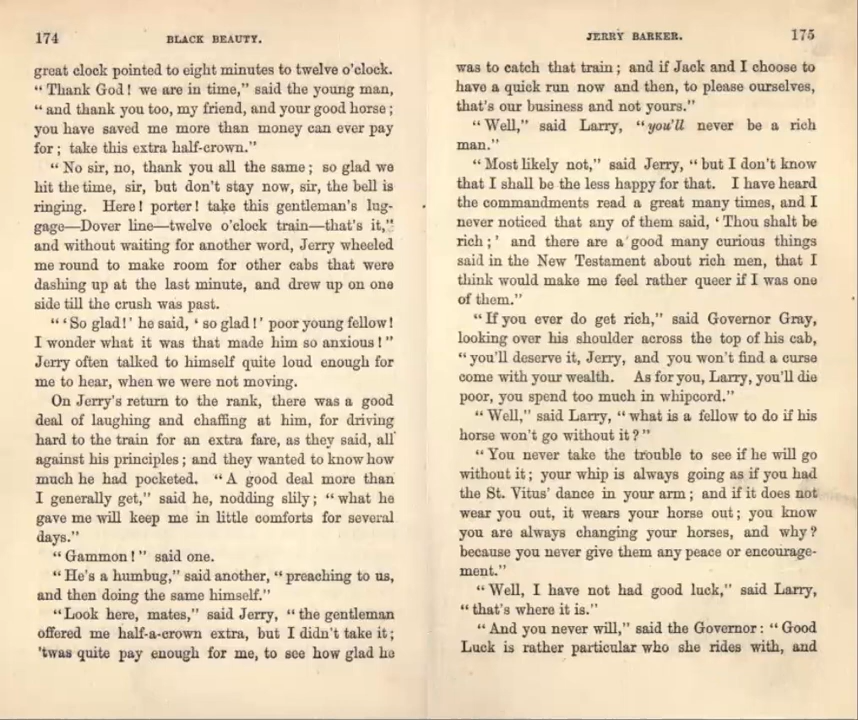 174
BLACK BEAUTY.
great clock pointed to eight minutes to twelve o'clock.
“Thank God! we are in time,” said the young man,
“and thank you too, my friend, and your good horse;
you have saved me more than money can ever pay
for; take this extra half-crown.”
“No sir, no, thank you all the same; so glad we
hit the time, sir, but don't stay now, sir, the bell is
ringing. Here! porter! take this gentleman's lug-
gage—Dover line—twelve o'clock train—that's it,”
and without waiting for another word, Jerry wheeled
me round to make room for other cabs that were
dashing up at the last minute, and drew up on one
side till the crush was past.
“‘So glad!’ he said, ‘so glad!’ poor young fellow!
I wonder what it was that made him so anxious!”
Jerry often talked to himself quite loud enough for
me to hear, when we were not moving.
On Jerry's return to the rank, there was a good
deal of laughing and chaffing at him, for driving
hard to the train for an extra fare, as they said, all
against his principles; and they wanted to know how
much he had pocketed. “A good deal more than
I generally get,” said he, nodding slily; “what he
gave me will keep me in little comforts for several
days.”
“Gammon!” said one.
“He's a humbug,” said another, “preaching to us,
and then doing the same himself.”
“Look here, mates,” said Jerry, “the gentleman
offered me half-a-crown extra, but I didn't take it;
'twas quite pay enough for me, to see how glad he
JERRY BARKER.
175
was to catch that train; and if Jack and I choose to
have a quick run now and then, to please ourselves,
that's our business and not yours.”
“Well,” said Larry, “you'll never be a rich
man.”
“Most likely not,” said Jerry, “but I don't know
that I shall be the less happy for that. I have heard
the commandments read a great many times, and I
never noticed that any of them said, ‘Thou shalt be
rich;’ and there are a good many curious things
said in the New Testament about rich men, that I
think would make me feel rather queer if I was one
of them.”
“If you ever do get rich,” said Governor Gray,
looking over his shoulder across the top of his cab,
“you'll deserve it, Jerry, and you won't find a curse
come with your wealth. As for you, Larry, you'll die
poor, you spend too much in whipcord.”
“Well,” said Larry, “what is a fellow to do if his
horse won't go without it?”
“You never take the trouble to see if he will go
without it; your whip is always going as if you had
the St. Vitus' dance in your arm; and if it does not
wear you out, it wears your horse out; you know
you are always changing your horses, and why?
because you never give them any peace or encourage-
ment.”
“Well, I have not had good luck,” said Larry,
“that's where it is.”
“And you never will,” said the Governor: “Good
Luck is rather particular who she rides with, and